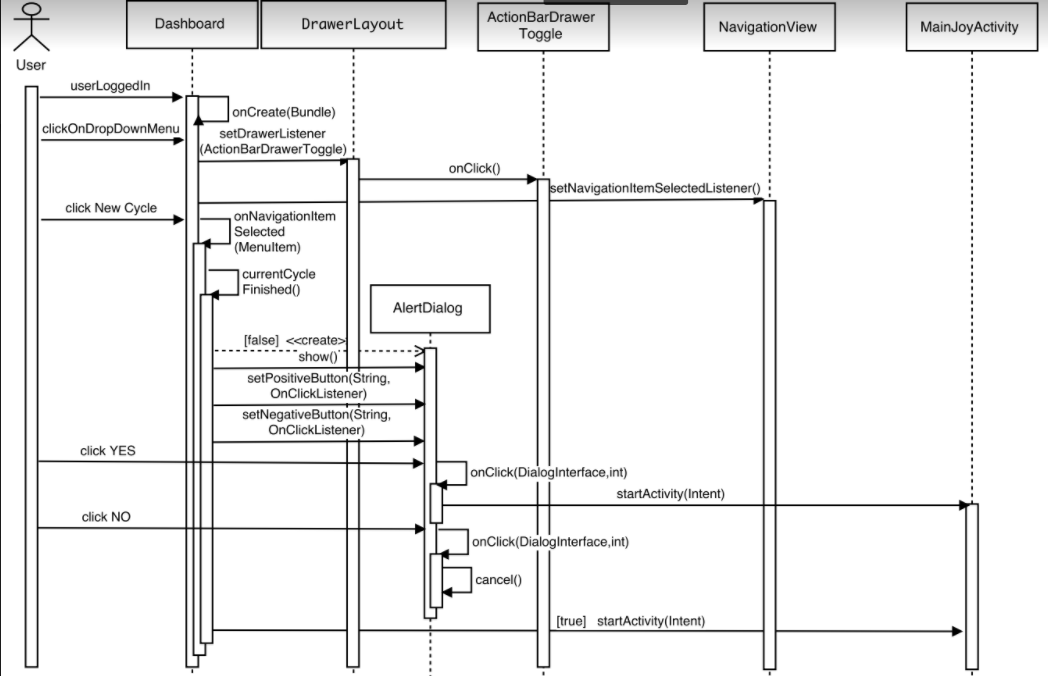 Dashboard
DrawerLayout
ActionBarDrawer
Toggle
NavigationView
MainJoyActivity
User
userLoggedIn
onCreate(Bundle)
clickOnDropDownMenu
setDrawerListener
(ActionBarDrawerToggle)
onClick()
setNavigationItemSelectedListener()
click New Cycle
onNavigationItem
Selected
(MenuItem)
currentCycle
Finished()
AlertDialog
[false] <<create>
show()
setPositiveButton(String,
OnClickListener)
setNegativeButton(String,
OnClickListener)
click YES
onClick(DialogInterface,int)
startActivity(Intent)
click NO
onClick(DialogInterface,int)
cancel()
[true] startActivity(Intent)